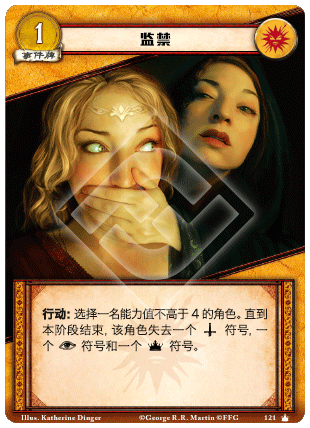 1
监禁
事件牌
行动: 选择一名能力值不高于 4 的角色。直到
本阶段结束，该角色失去一个 符号, 一
个 符号和一个 符号。
Illus. Katherine Dinger ©George R.R. Martin ©FFG 121